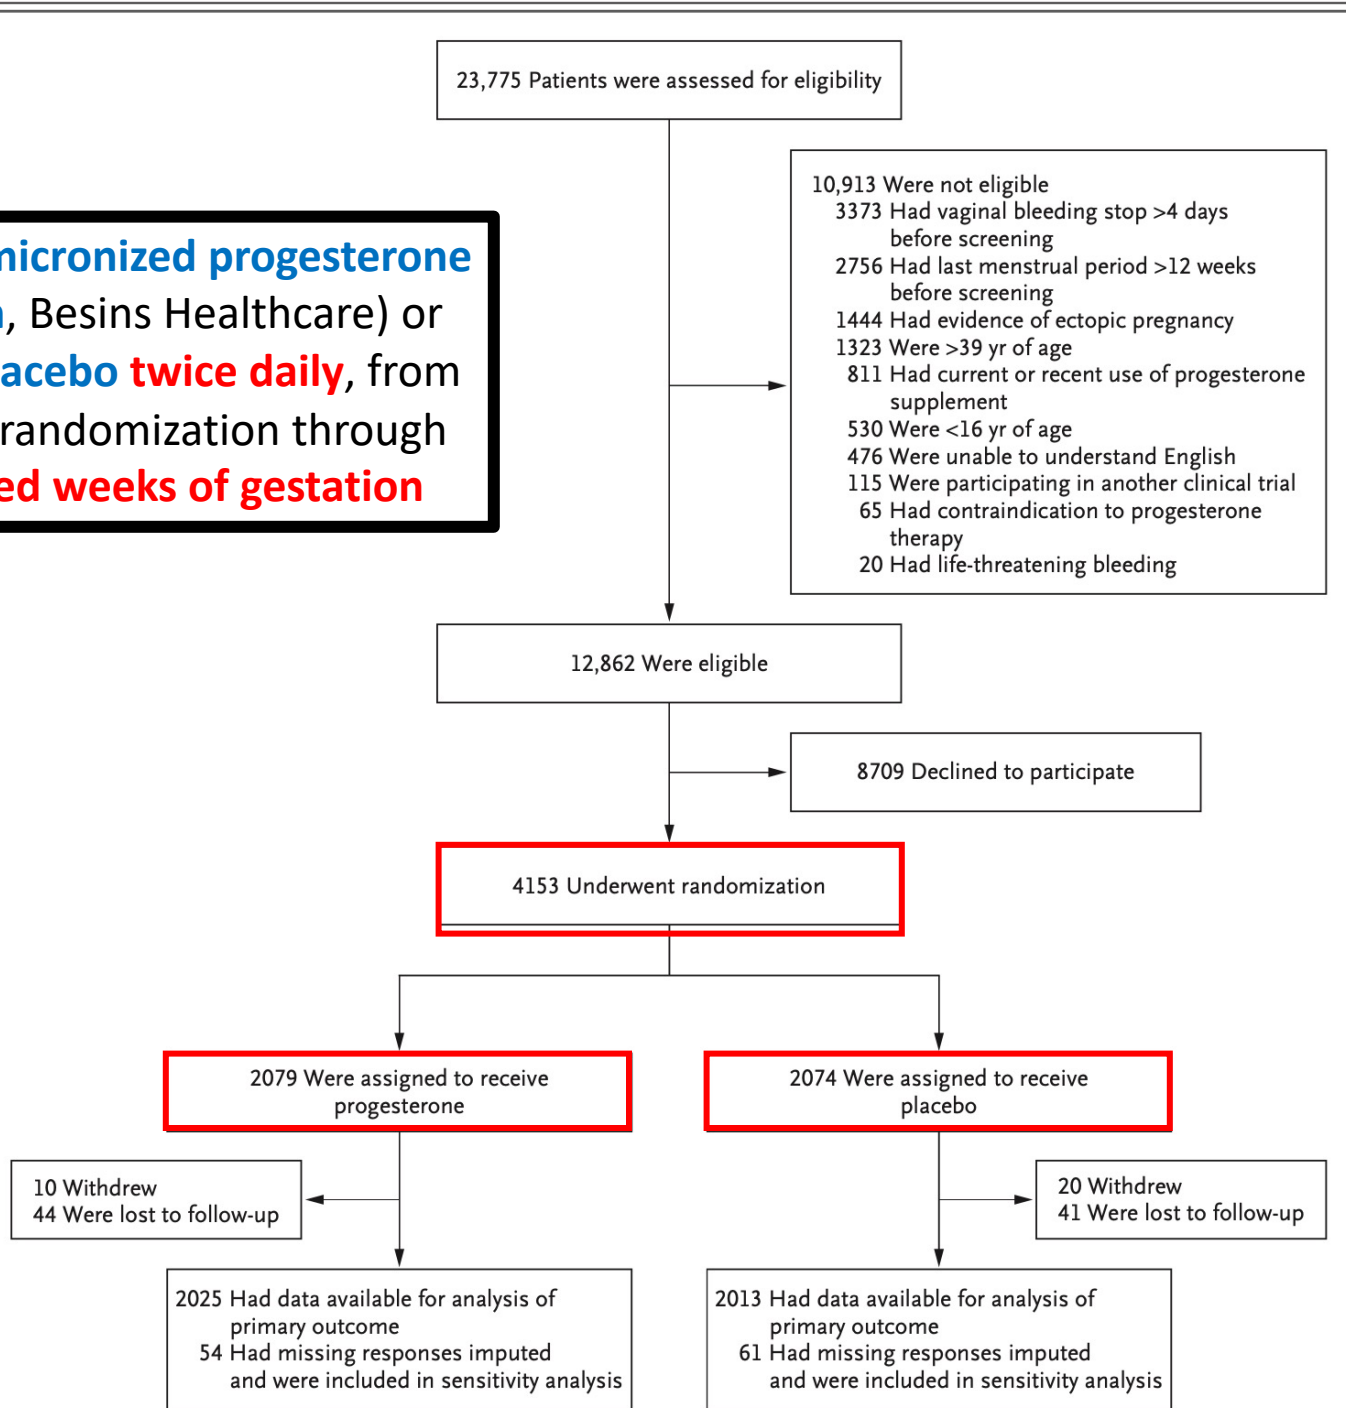 23,775 Patients were assessed for eligibility
10,913 Were not eligible
3373 Had vaginal bleeding stop >4 days
before screening
2756 Had last menstrual period >12 weeks
before screening
1444 Had evidence of ectopic pregnancy
1323 Were >39 yr of age
811 Had current or recent use of progesterone
supplement
530 Were <16 yr of age
476 Were unable to understand English
115 Were participating in another clinical trial
65 Had contraindication to progesterone
therapy
20 Had life-threatening bleeding
micronized progesterone
, Besins Healthcare) or
acebo twice daily, from
randomization through
ed weeks of gestation
12,862 Were eligible
8709 Declined to participate
4153 Underwent randomization
2079 Were assigned to receive
progesterone
2074 Were assigned to receive
placebo
10 Withdrew
44 Were lost to follow-up
20 Withdrew
41 Were lost to follow-up
2025 Had data available for analysis of
primary outcome
54 Had missing responses imputed
and were included in sensitivity analysis
2013 Had data available for analysis of
primary outcome
61 Had missing responses imputed
and were included in sensitivity analysis